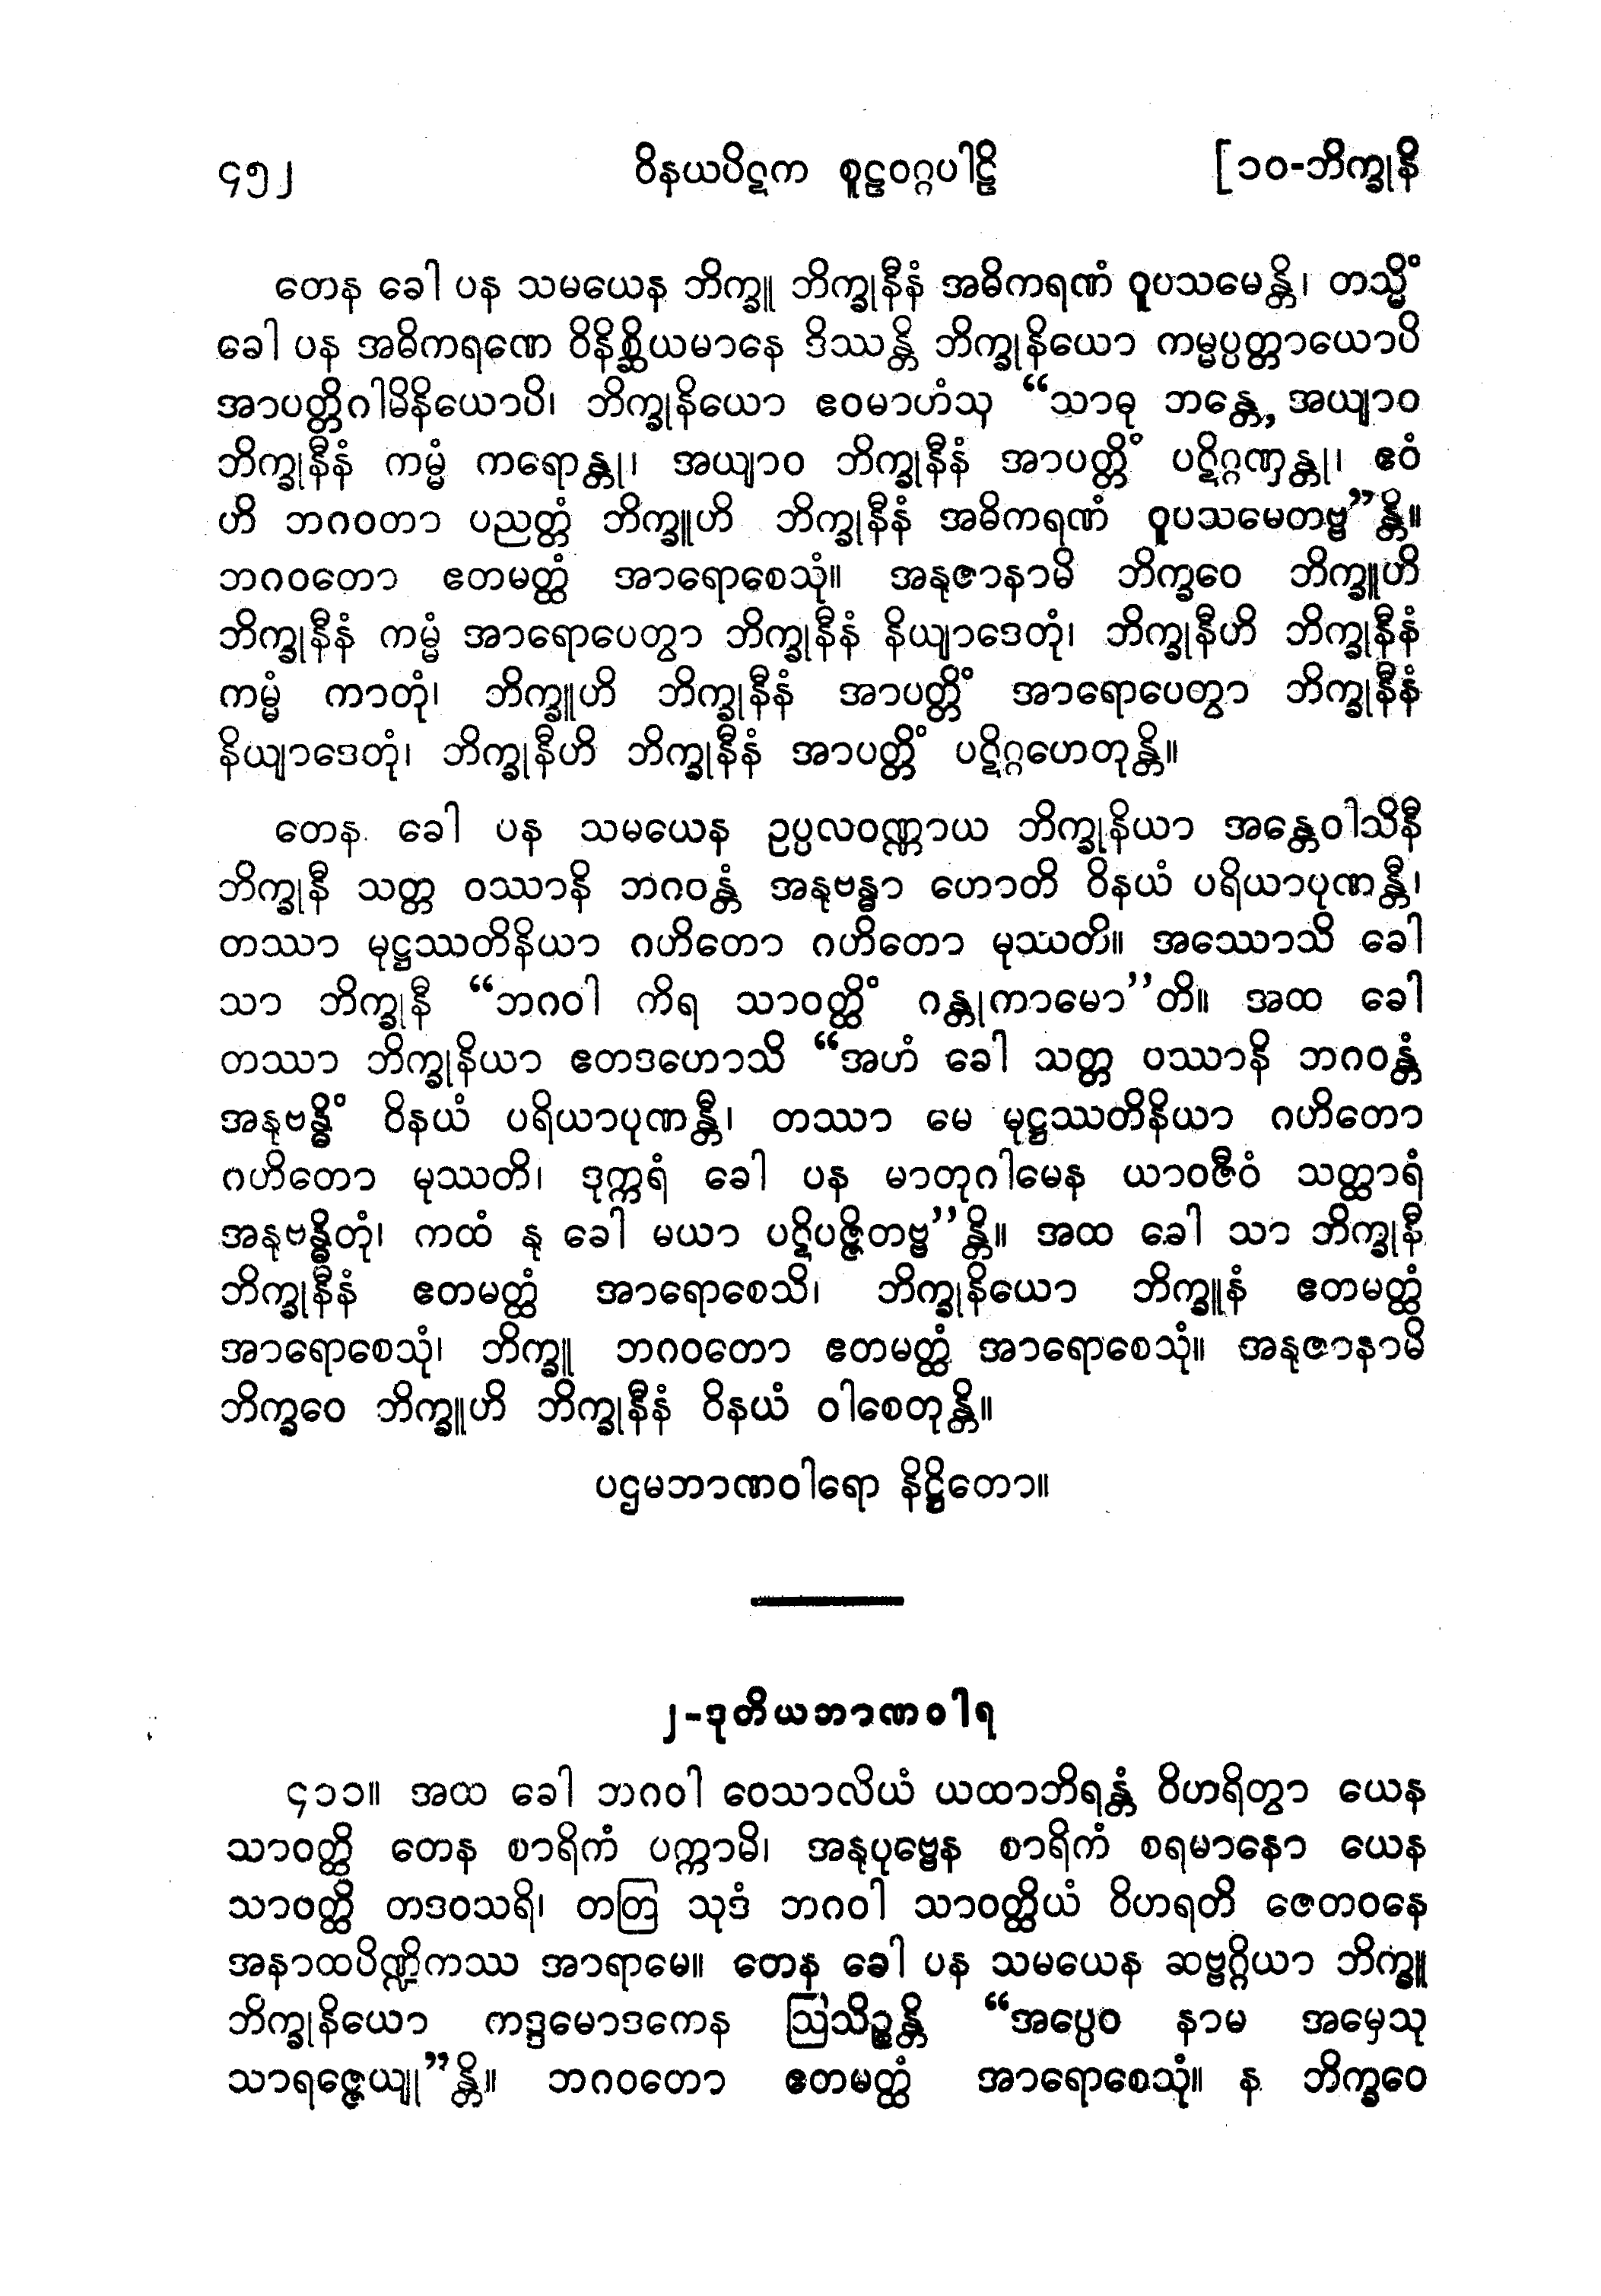 ၄၅၂ ဝိနယပိဋက စူဠဝဂ္ဂပါဠိ [၁၀-ဘိက္ခုနိ
တေန ခေါ ပန သမယေန ဘိက္ခူ ဘိက္ခုနီနံ အဓိကရဏံ ဝူပသမေန္တိ၊ တသ္မိံ
ခေါ ပန အဓိကရဏေ ဝိနိစ္ဆိယမာနေ ဒိဿန္တိ ဘိက္ခုနိယော ကမ္မပ္ပတ္တာယောပိ
အာပတ္တိဂါမိနိယောပိ၊ ဘိက္ခုနိယော ဧဝမာဟံသု “သာဓု ဘန္တေ, အယျာဝ
ဘိက္ခုနီနံ ကမ္မံ ကရောန္တု၊ အယျာဝ ဘိက္ခုနီနံ အာပတ္တိံ ပဋိဂ္ဂဏှန္တု၊ ဧဝံ
ဟိ ဘဂဝတာ ပညတ္တံ ဘိက္ခူဟိ ဘိက္ခုနီနံ အဓိကရဏံ ဝူပသမေတဗ္ဗ”န္တိ။
ဘဂဝတော ဧတမတ္ထံ အာရောစေသုံ။ အနုဇာနာမိ ဘိက္ခဝေ ဘိက္ခူဟိ
ဘိက္ခုနီနံ ကမ္မံ အာရောပေတွာ ဘိက္ခုနီနံ နိယျာဒေတုံ၊ ဘိက္ခုနီဟိ ဘိက္ခုနီနံ
ကမ္မံ ကာတုံ၊ ဘိက္ခူဟိ ဘိက္ခုနီနံ အာပတ္တိံ အာရောပေတွာ ဘိက္ခုနီနံ
နိယျာဒေတုံ၊ ဘိက္ခုနီဟိ ဘိက္ခုနီနံ အာပတ္တိံ ပဋိဂ္ဂဟေတုန္တိ။
တေန ခေါ ပန သမယေန ဥပ္ပလဝဏ္ဏာယ ဘိက္ခုနိယာ အန္တေဝါသိနီ
ဘိက္ခုနီ သတ္တ ဝဿာနိ ဘဂဝန္တံ အနုဗန္ဓာ ဟောတိ ဝိနယံ ပရိယာပုဏန္တီ၊
တဿာ မုဋ္ဌဿတိနိယာ ဂဟိတော ဂဟိတော မုဿတိ။ အဿောသိ ခေါ
သာ ဘိက္ခုနီ “ဘဂဝါ ကိရ သာဝတ္ထိံ ဂန္တုကာမော”တိ။ အထ ခေါ
တဿာ ဘိက္ခုနိယာ ဧတဒဟောသိ “အဟံ ခေါ သတ္တ ဝဿာနိ ဘဂဝန္တံ
အနုဗန္ဓိံ ဝိနယံ ပရိယာပုဏန္တီ၊ တဿာ မေ မုဋ္ဌဿတိနိယာ ဂဟိတော
ဂဟိတော မုဿတိ၊ ဒုက္ကရံ ခေါ ပန မာတုဂါမေန ယာဝဇီဝံ သတ္ထာရံ
အနုဗန္ဓိတုံ၊ ကထံ နု ခေါ မယာ ပဋိပဇ္ဇိတဗ္ဗ”န္တိ။ အထ ခေါ သာ ဘိက္ခုနီ
ဘိက္ခုနီနံ ဧတမတ္ထံ အာရောစေသိ၊ ဘိက္ခုနိယော ဘိက္ခူနံ ဧတမတ္ထံ
အာရောစေသုံ၊ ဘိက္ခူ ဘဂဝတော ဧတမတ္ထံ အာရောစေသုံ။ အနုဇာနာမိ
ဘိက္ခဝေ ဘိက္ခူဟိ ဘိက္ခုနီနံ ဝိနယံ ဝါစေတုန္တိ။
ပဌမဘာဏဝါရော နိဋ္ဌိတော။
၂-ဒုတိယဘာဏဝါရ
၄၁၁။ အထ ခေါ ဘဂဝါ ဝေသာလိယံ ယထာဘိရန္တံ ဝိဟရိတွာ ယေန
သာဝတ္ထိ တေန စာရိကံ ပက္ကာမိ၊ အနုပုဗ္ဗေန စာရိကံ စရမာနော ယေန
သာဝတ္ထိ တဒဝသရိ၊ တတြ သုဒံ ဘဂဝါ သာဝတ္ထိယံ ဝိဟရတိ ဇေတဝနေ
အနာထပိဏ္ဍိကဿ အာရာမေ။ တေန ခေါ ပန သမယေန ဆဗ္ဗဂ္ဂိယာ ဘိက္ခူ
ဘိက္ခုနိယော ကဒ္ဒမောဒကေန ဩသိဉ္စန္တိ “အပ္ပေဝ နာမ အမှေသု
သာရဇ္ဇေယျု”န္တိ။ ဘဂဝတော ဧတမတ္ထံ အာရောစေသုံ။ န ဘိက္ခဝေ